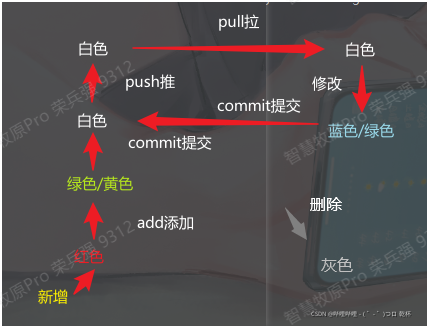 pull拉
白色
白色
push推
修改
commit提交
白色
蓝色/绿色
commit提交
绿色/黄色
删除
add添加
红色
灰色
新增
智慧牧原Pro 荣兵强 9312
智慧牧原Pro 荣兵强 9312
智慧牧原Pro 荣兵强 9312